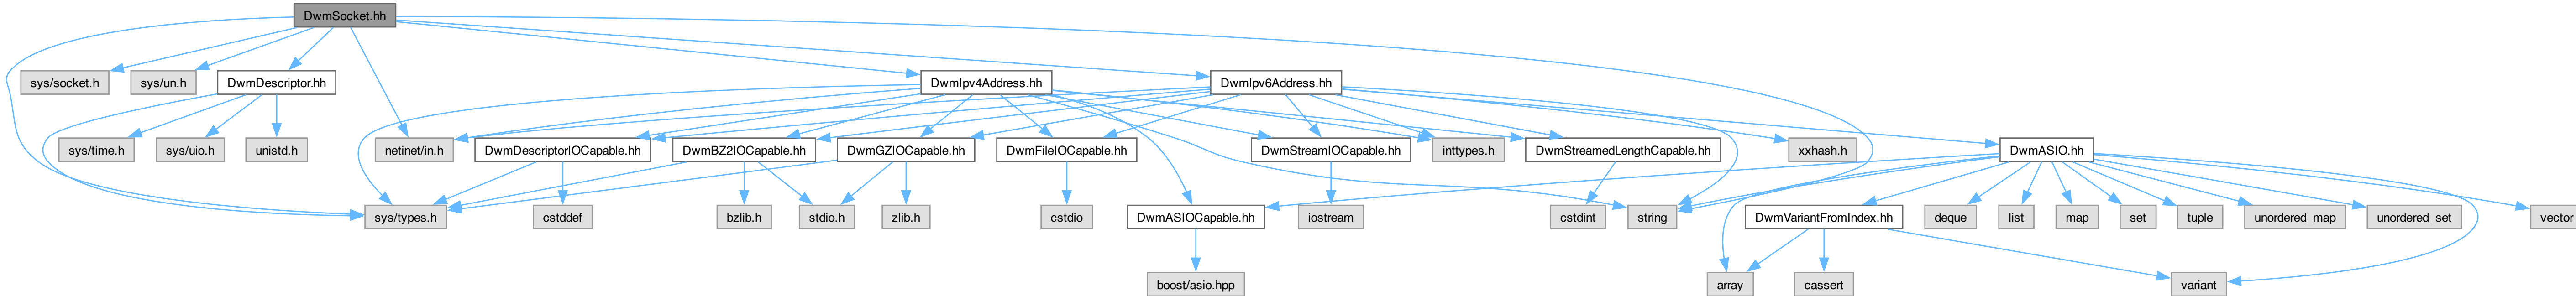 DwmSocket.hh
sys/socket.h
sys/un.h
DwmDescriptor.hh
DwmIpv4Address.hh
DwmIpv6Address.hh
sys/time.h
sys/uio.h
unistd.h
netinet/in.h
DwmDescriptorIOCapable.hh
DwmBZ2IOCapable.hh
DwmGZIOCapable.hh
DwmFileIOCapable.hh
DwmStreamIOCapable.hh
inttypes.h
DwmStreamedLengthCapable.hh
xxhash.h
DwmASIO.hh
sys/types.h
cstddef
bzlib.h
stdio.h
zlib.h
cstdio
DwmASIOCapable.hh
iostream
cstdint
string
DwmVariantFromIndex.hh
deque
list
map
set
tuple
unordered_map
unordered_set
vector
boost/asio.hpp
array
cassert
variant